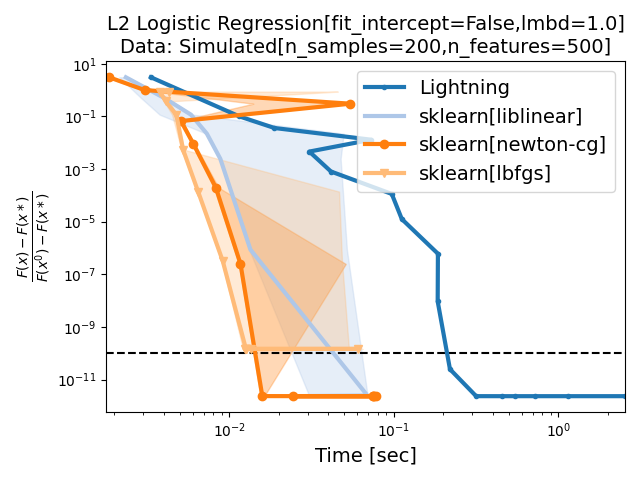 L2 Logistic Regression[fit_intercept=False,lmbd=1.0]
Data: Simulated[n_samples=200,n_features=500]
10^1
10^−1
10^−3
10^−5
10^−7
10^−9
10^−11
F(x) − F(x*)
F(x^0) − F(x*)
Lightning
sklearn[liblinear]
sklearn[newton-cg]
sklearn[lbfgs]
10^−2
10^−1
10^0
Time [sec]